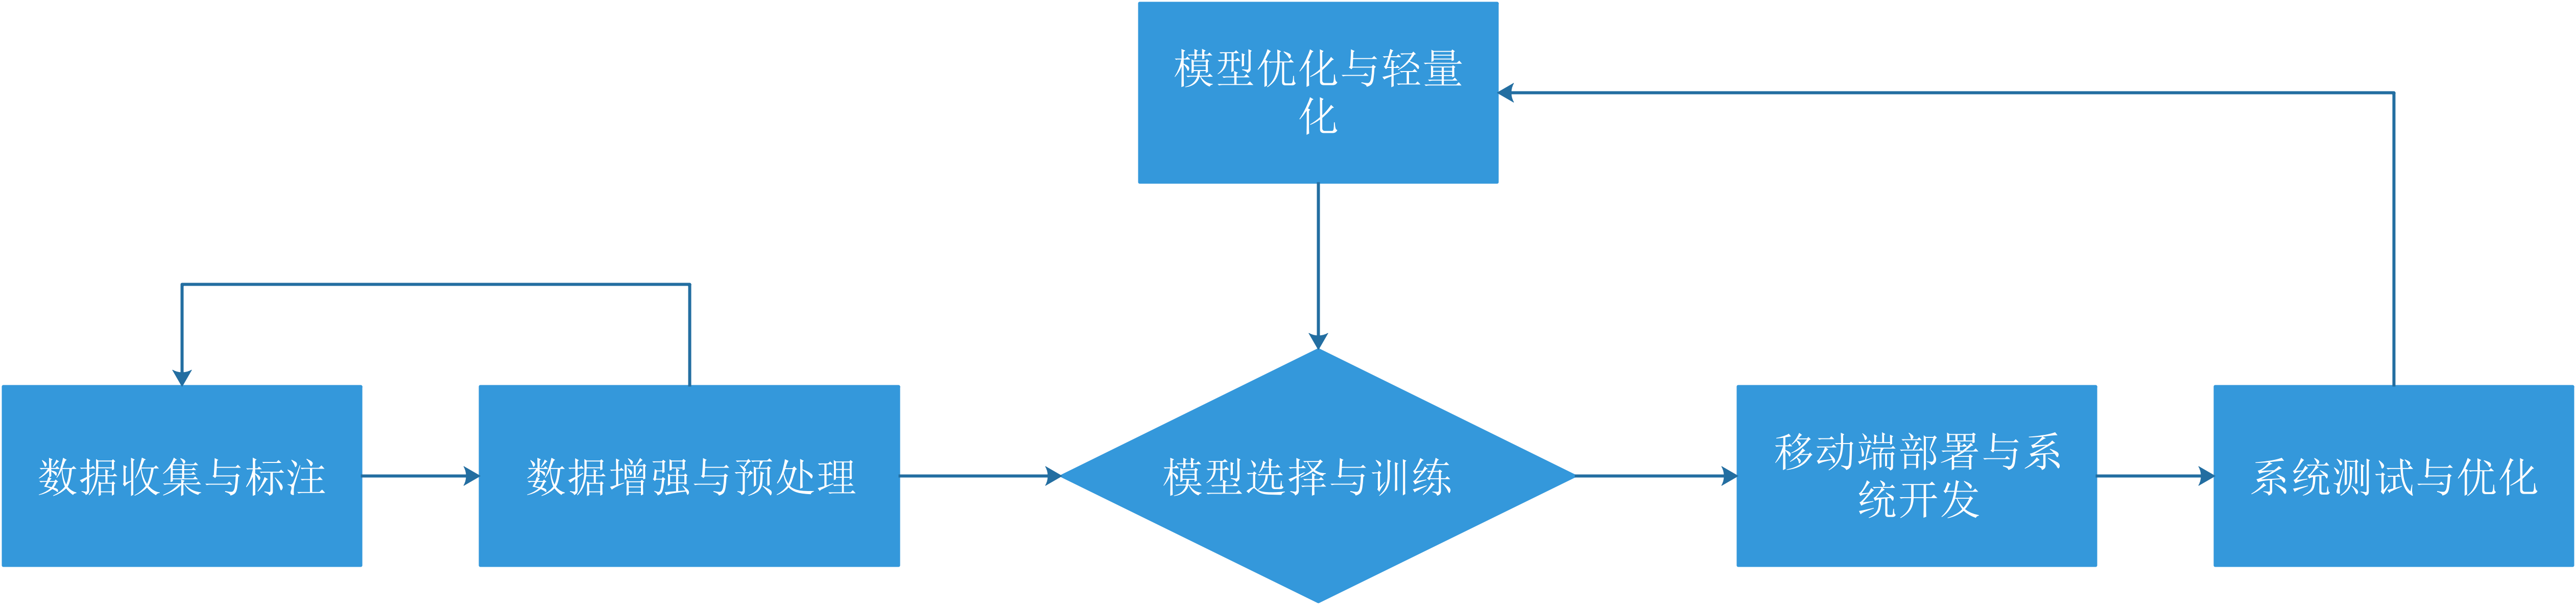 模型优化与轻量
化
数据收集与标注
数据增强与预处理
模型选择与训练
移动端部署与系
统开发
系统测试与优化